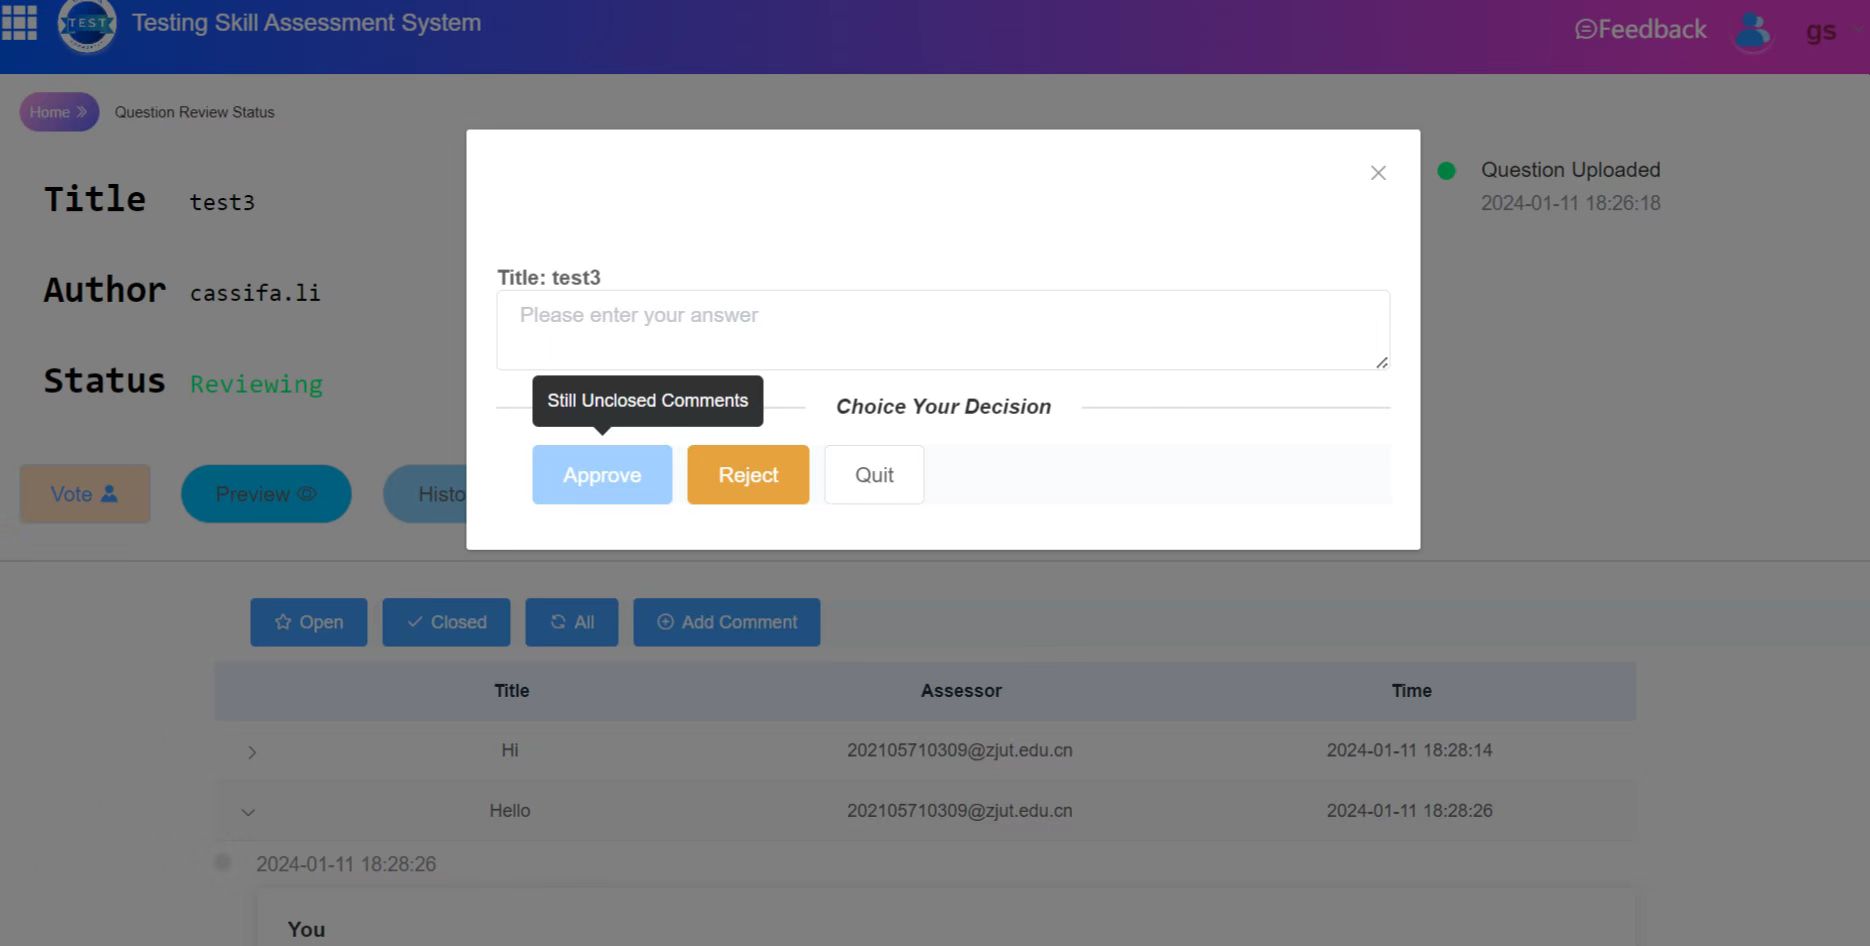 TEST
Testing Skill Assessment System
Feedback
gs
Home
Question Review Status
Title test3
Author cassifa.li
Status Reviewing
Vote
Preview
Histo
Title: test3
Please enter your answer
Still Unclosed Comments
Choice Your Decision
Approve
Reject
Quit
Question Uploaded
2024-01-11 18:26:18
Open
Closed
All
Add Comment
Title Assessor Time
Hi 202105710309@zjut.edu.cn 2024-01-11 18:28:14
Hello 202105710309@zjut.edu.cn 2024-01-11 18:28:26
2024-01-11 18:28:26
You